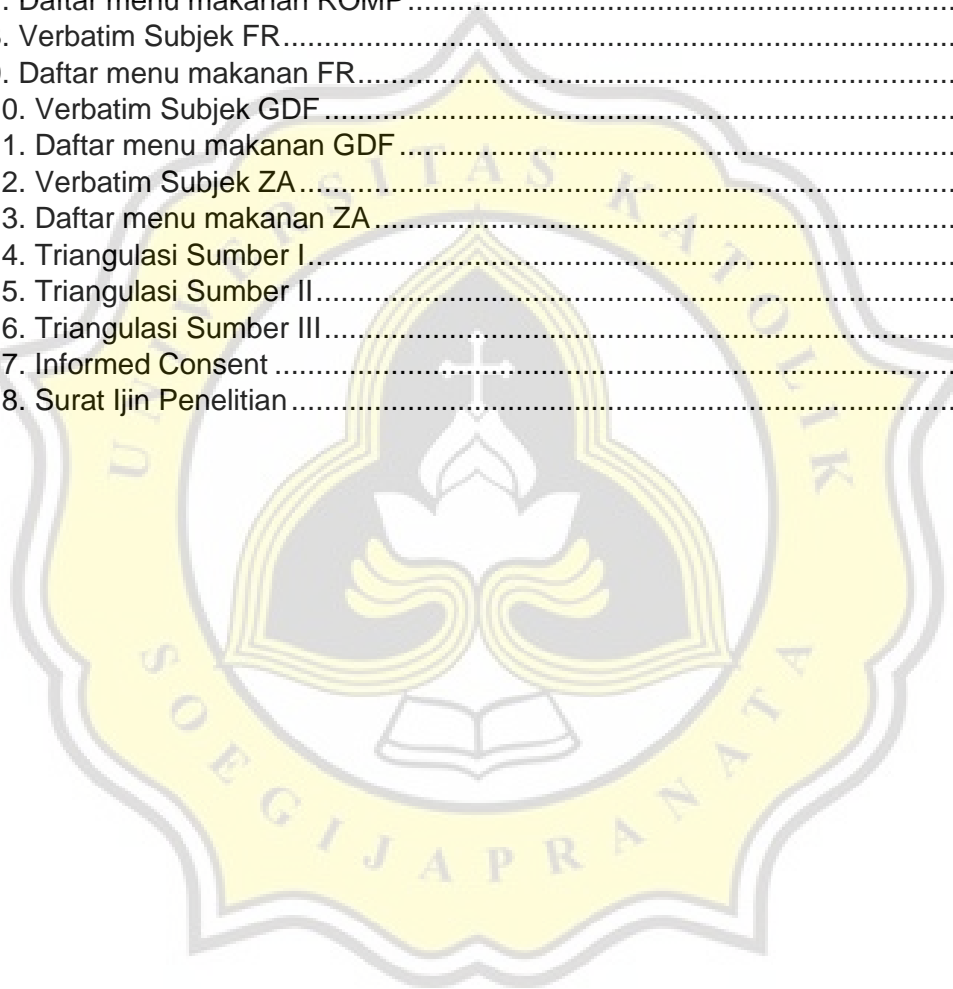 . Daftar menu makanan ROMP
. Verbatim Subjek FR
. Daftar menu makanan FR
0. Verbatim Subjek GDF
1. Daftar menu makanan GDF
2. Verbatim Subjek ZA
3. Daftar menu makanan ZA
4. Triangulasi Sumber I
5. Triangulasi Sumber II
6. Triangulasi Sumber III
7. Informed Consent
8. Surat Ijin Penelitian
UNIVERSITAS KATOLIK
SOEGIJAPRANATA